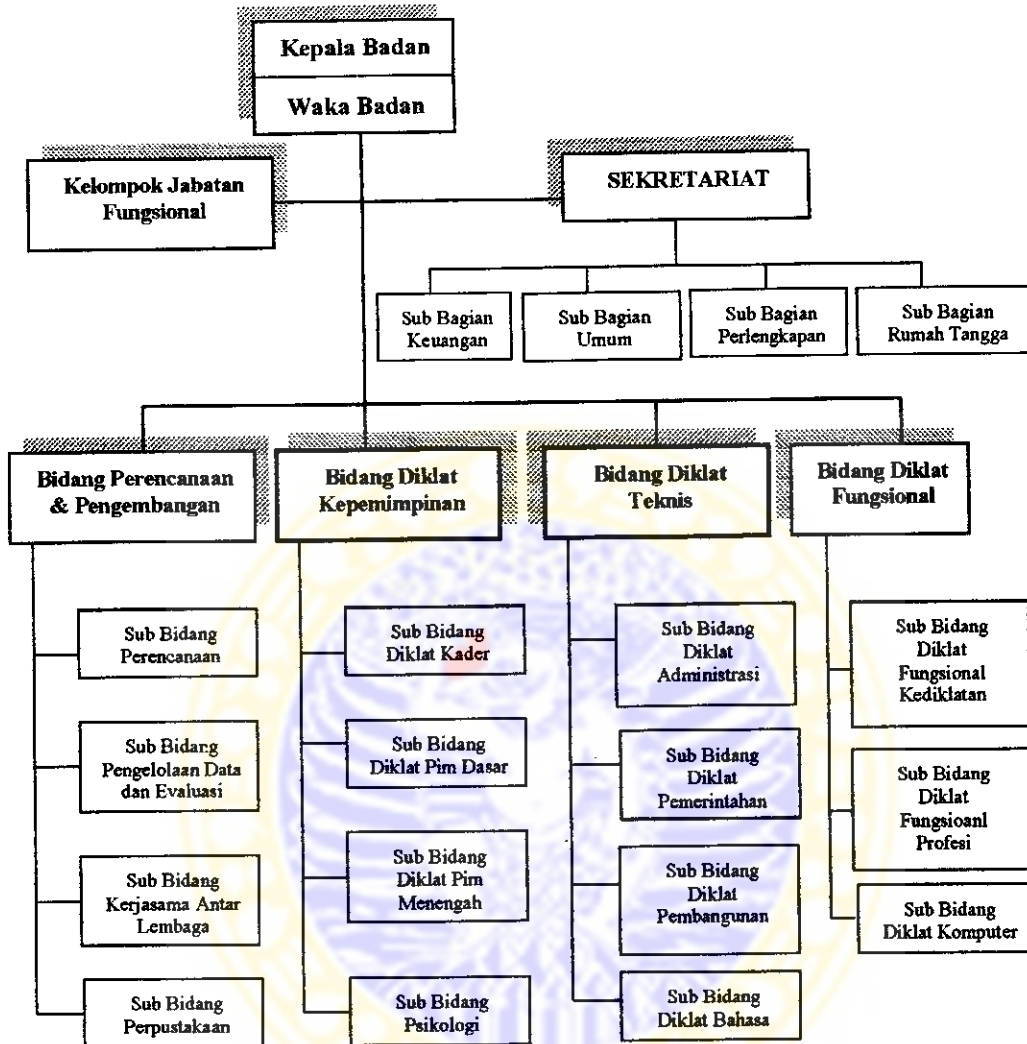 Kepala Badan
Waka Badan
Kelompok Jabatan
Fungsional
SEKRETARIAT
Sub Bagian
Keuangan
Sub Bagian
Umum
Sub Bagian
Perlengkapan
Sub Bagian
Rumah Tangga
Bidang Perencanaan
& Pengembangan
Bidang Diklat
Kepemimpinan
Bidang Diklat
Teknis
Bidang Diklat
Fungsional
Sub Bidang
Perencanaan
Sub Bidang
Pengelolaan Data
dan Evaluasi
Sub Bidang
Kerjasama Antar
Lembaga
Sub Bidang
Perpustakaan
Sub Bidang
Diklat Kader
Sub Bidang
Diklat Pim Dasar
Sub Bidang
Diklat Pim
Menengah
Sub Bidang
Psikologi
Sub Bidang
Diklat
Administrasi
Sub Bidang
Diklat
Pemerintahan
Sub Bidang
Diklat
Pembangunan
Sub Bidang
Diklat Bahasa
Sub Bidang
Diklat
Fungsional
Kediklatan
Sub Bidang
Diklat
Fungsioanl
Profesi
Sub Bidang
Diklat Komputer